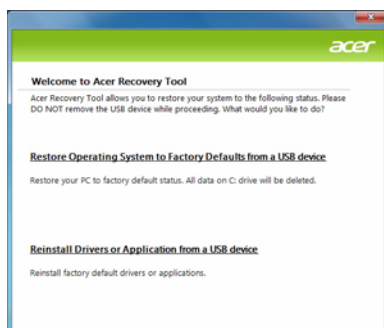 acer
Welcome to Acer Recovery Tool
Acer Recovery Tool allows you to restore your system to the following status. Please
DO NOT remove the USB device while proceeding. What would you like to do?
Restore Operating System to Factory Defaults from a USB device
Restore your PC to factory default status. All data on C: drive will be deleted.
Reinstall Drivers or Application from a USB device
Reinstall factory default drivers or applications.